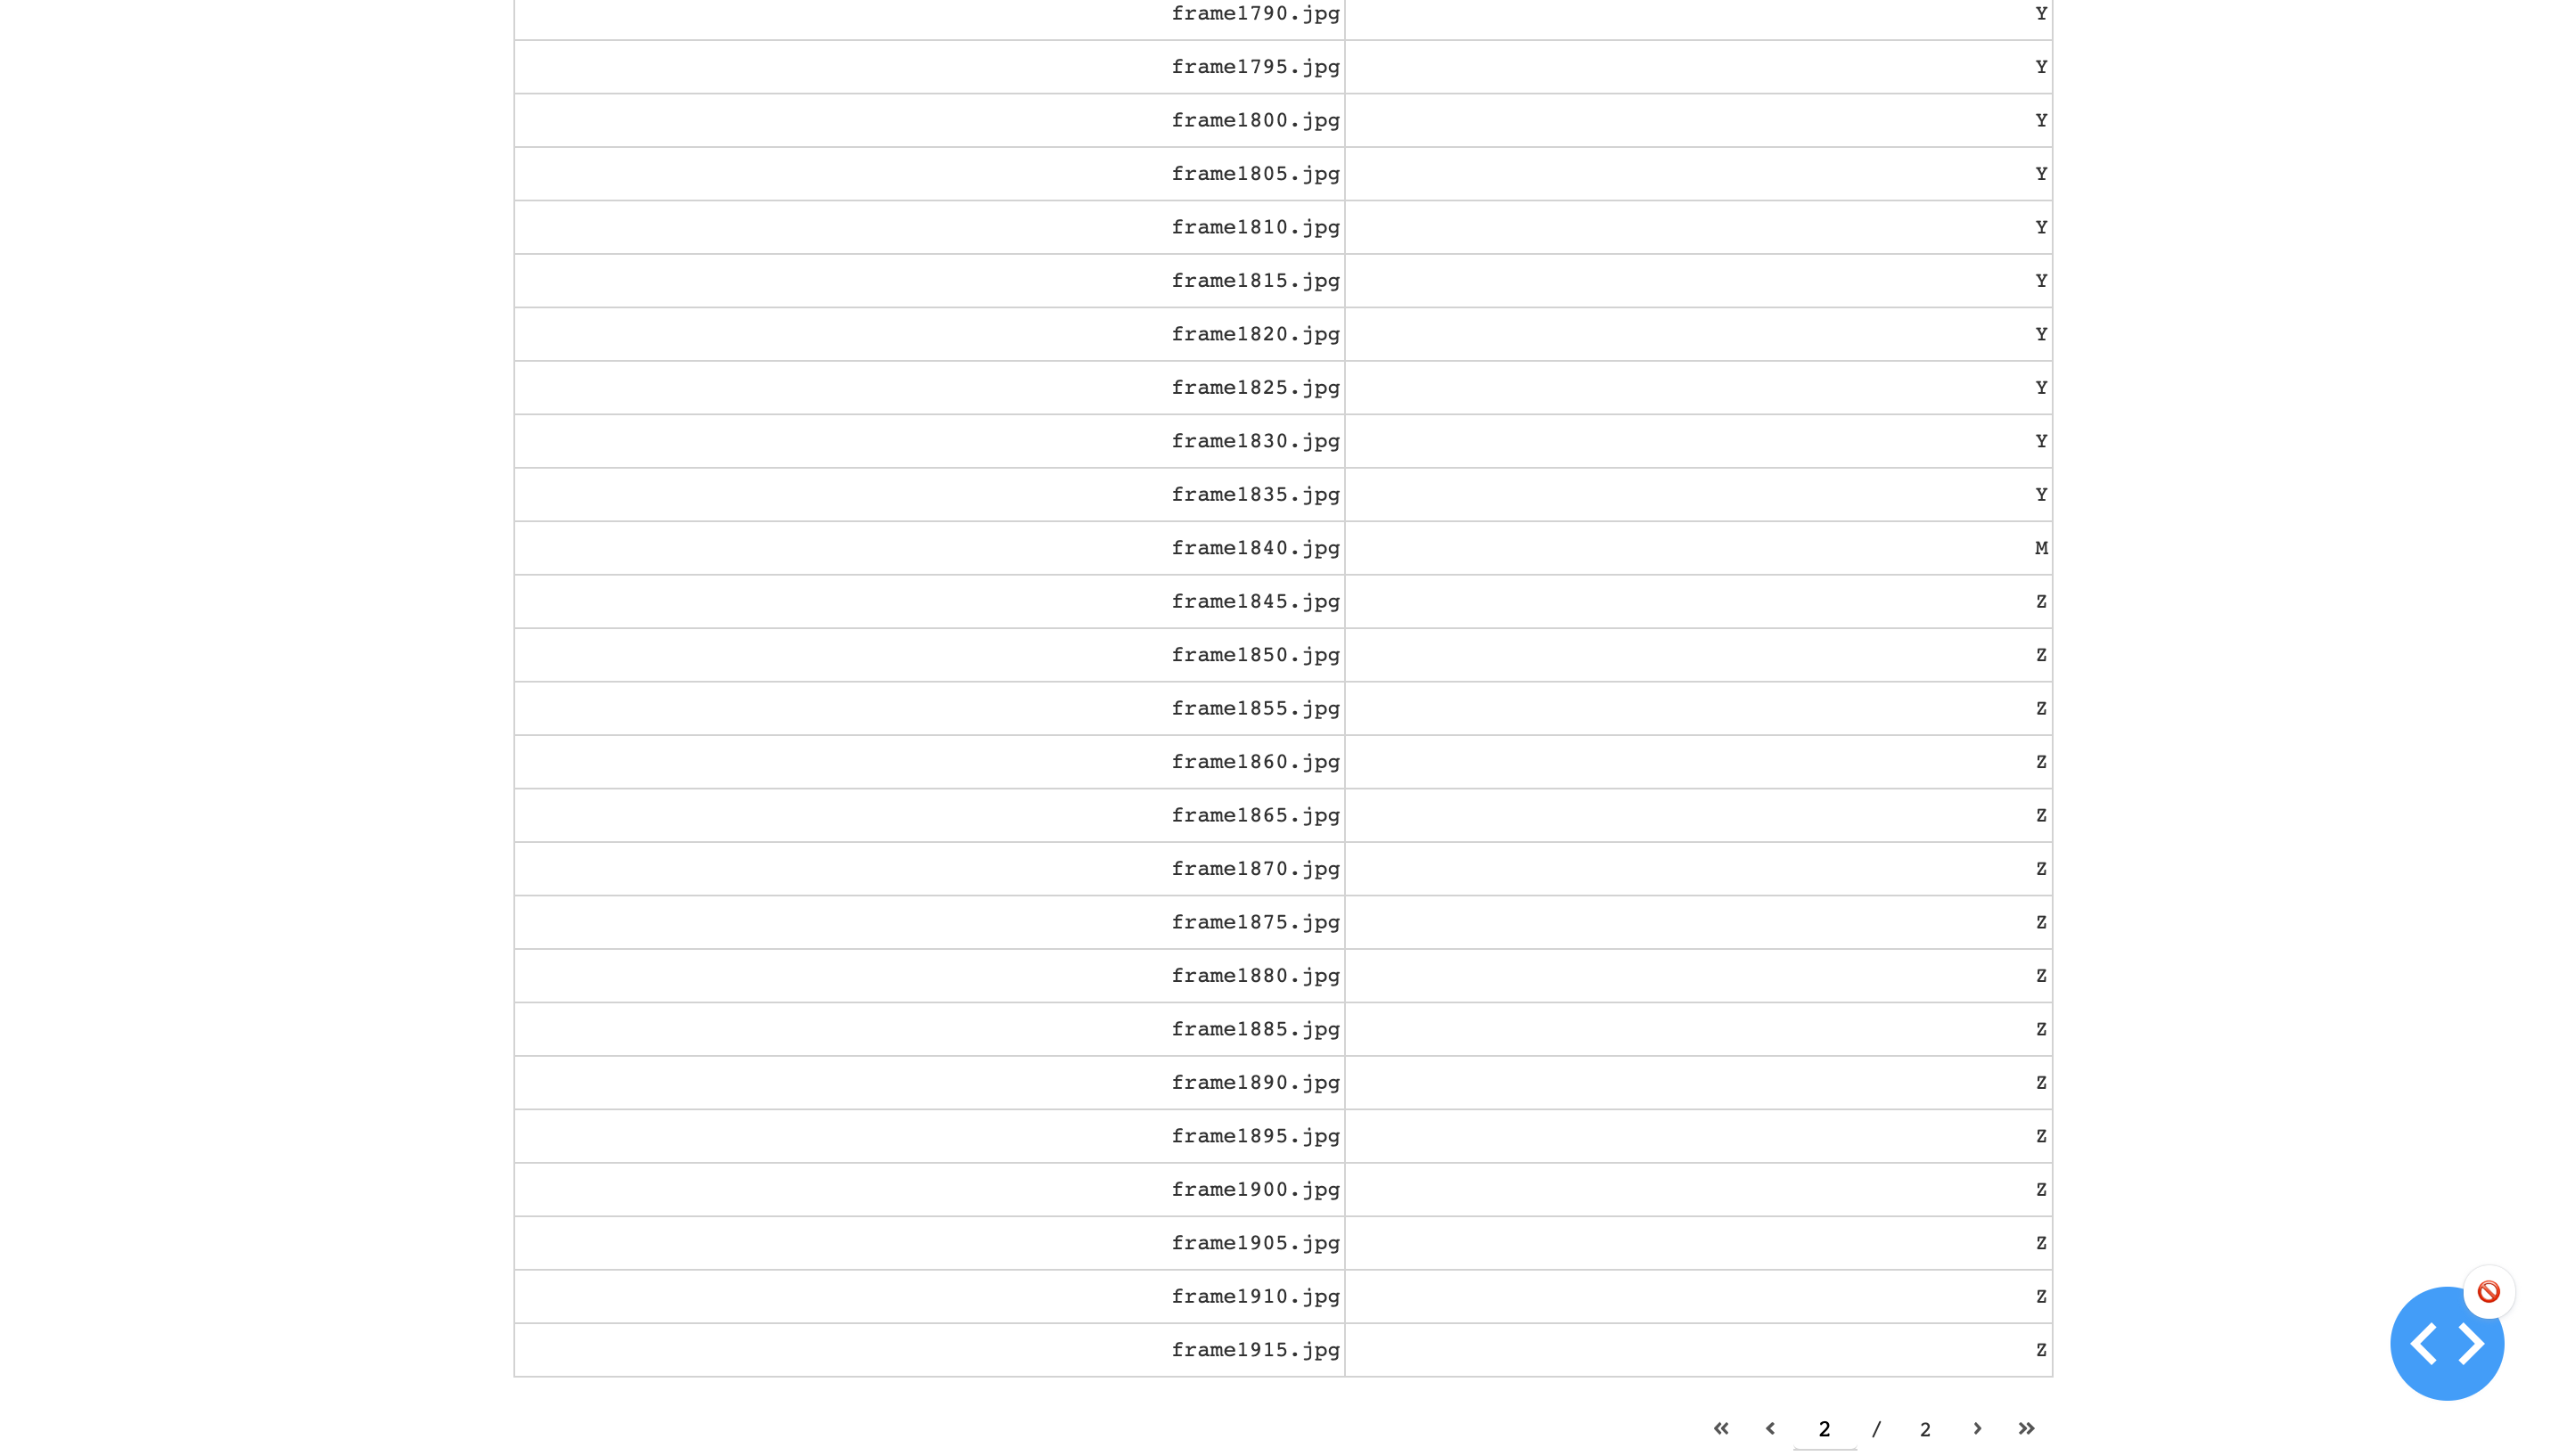 frame1790.jpg Y
frame1795.jpg Y
frame1800.jpg Y
frame1805.jpg Y
frame1810.jpg Y
frame1815.jpg Y
frame1820.jpg Y
frame1825.jpg Y
frame1830.jpg Y
frame1835.jpg Y
frame1840.jpg M
frame1845.jpg Z
frame1850.jpg Z
frame1855.jpg Z
frame1860.jpg Z
frame1865.jpg Z
frame1870.jpg Z
frame1875.jpg Z
frame1880.jpg Z
frame1885.jpg Z
frame1890.jpg Z
frame1895.jpg Z
frame1900.jpg Z
frame1905.jpg Z
frame1910.jpg Z
frame1915.jpg Z
« ‹ 2 / 2 › »